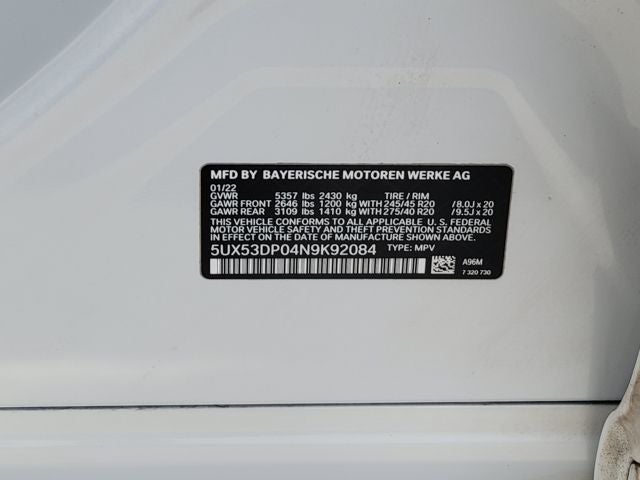 MFD BY BAYERISCHE MOTOREN WERKE AG
01/22
GVWR 5357 lbs 2430 kg TIRE / RIM
GAWR FRONT 2646 lbs 1200 kg WITH 245/45 R20 /8.0J x 20
GAWR REAR 3109 lbs 1410 kg WITH 275/40 R20 /9.5J x 20
THIS VEHICLE CONFORMS TO ALL APPLICABLE U. S. FEDERAL
MOTOR VEHICLE SAFETY, BUMPER, AND THEFT PREVENTION
STANDARDS IN EFFECT ON THE DATE OF MANUFACTURE SHOWN ABOVE.
5UX53DP04N9K92084 TYPE: MPV
A96M
7 320 730